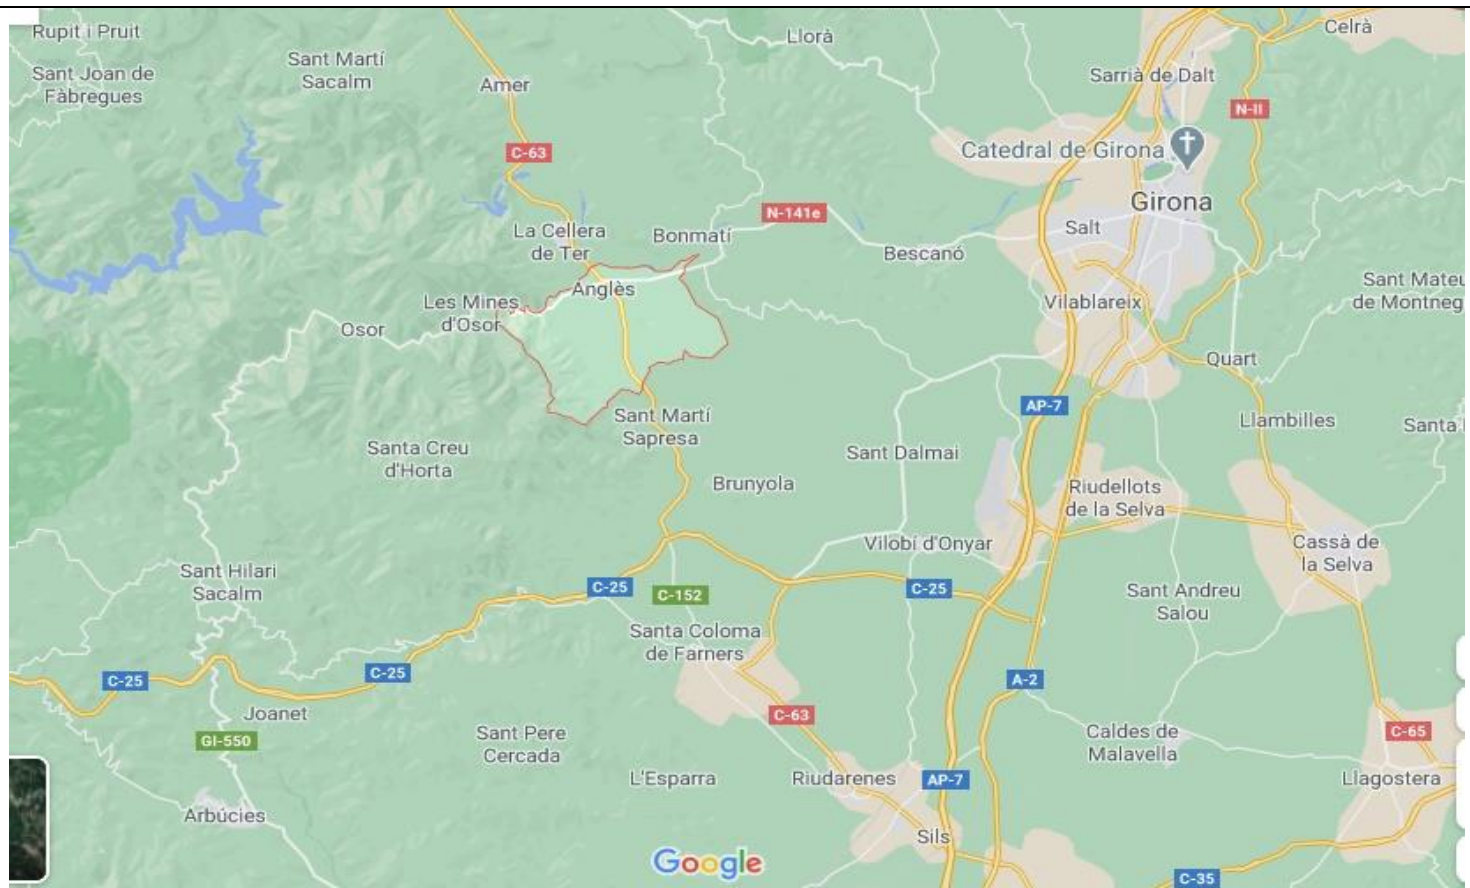 Rupit i Pruit
Sant Joan de
Fàbregues
Sant Martí
Sacalm
Amer
Llorà
Celrà
Sarrià de Dalt
N-II
C-63
Catedral de Girona
Girona
N-141e
La Cellera
de Ter
Bonmatí
Salt
Bescanó
Anglès
Les Mines
d'Osor
Osor
Vilablareix
Sant Mateu
de Montneg
Quart
AP-7
Sant Martí
Sapresa
Llambilles
Santa
Santa Creu
d'Horta
Sant Dalmai
Brunyola
Riudellots
de la Selva
Vilobí d'Onyar
Cassà de
la Selva
Sant Hilari
Sacalm
C-25
C-152
C-25
Sant Andreu
Salou
Santa Coloma
de Farners
C-25
C-25
A-2
Joanet
C-63
GI-550
Sant Pere
Cercada
Caldes de
Malavella
C-65
L'Esparra
Riudarenes
AP-7
Llagostera
Arbúcies
Sils
Google
C-35